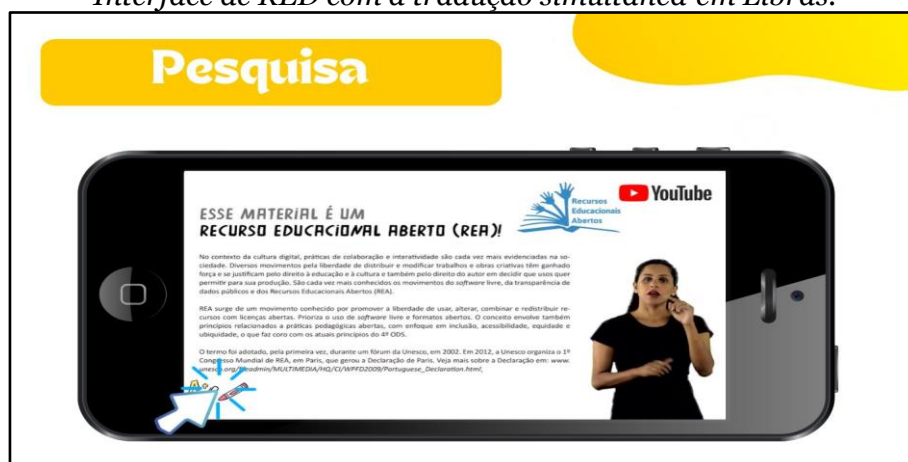 Interface de RED com a tradução simultânea em Libras.
Pesquisa
YouTube
Recursos
Educacionais
Abertos
ESSE MATERIAL É UM
RECURSO EDUCACIONAL ABERTO (REA)!
No contexto da cultura digital, práticas de colaboração e interatividade são cada vez mais evidenciadas na so-
ciedade. Diversos movimentos pela liberdade de distribuir e modificar trabalhos e obras criativas têm ganhado
força e se justificam pelo direito à educação e à cultura e também pelo direito do autor em decidir que usos quer
permitir para sua produção. São cada vez mais conhecidos os movimentos do software livre, da transparência de
dados públicos e dos Recursos Educacionais Abertos (REA).
REA surge de um movimento conhecido por promover a liberdade de usar, alterar, combinar e redistribuir re-
cursos com licenças abertas. Prioriza o uso de software livre e formatos abertos. O conceito envolve também
princípios relacionados a práticas pedagógicas abertas, com enfoque em inclusão, acessibilidade, equidade e
ubiquidade, o que faz coro com os atuais princípios do 4º ODS.
O termo foi adotado, pela primeira vez, durante um fórum da Unesco, em 2002. Em 2012, a Unesco organiza o 1º
Congresso Mundial de REA, em Paris, que gerou a Declaração de Paris. Veja mais sobre a Declaração em: www.
unesco.org/ /MULTIMEDIA/HQ/CI/WPFD2009/Portuguese_Declaration.html.